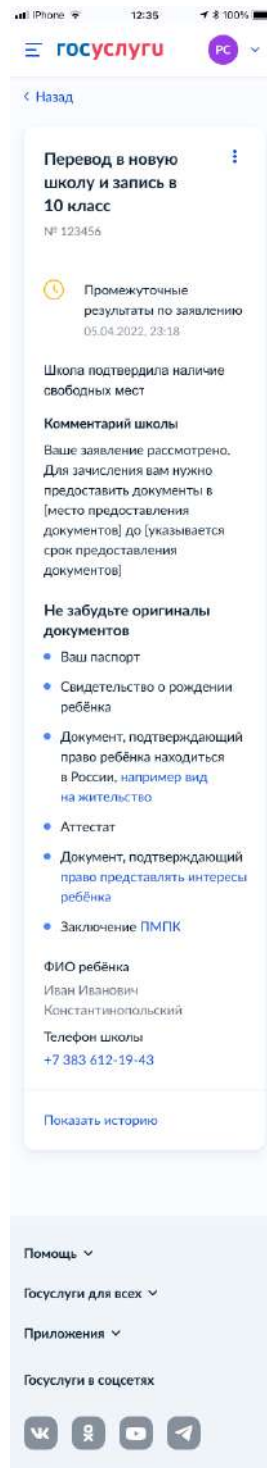 iPhone 12:35 100%
госуслуги РС
Назад
Перевод в новую
школу и запись в
10 класс
№ 123456
Промежуточные
результаты по заявлению
05.04.2022, 23:18
Школа подтвердила наличие
свободных мест
Комментарий школы
Ваше заявление рассмотрено.
Для зачисления вам нужно
предоставить документы в
[место предоставления
документов] до [указывается
срок предоставления
документов]
Не забудьте оригиналы
документов
Ваш паспорт
Свидетельство о рождении
ребёнка
Документ, подтверждающий
право ребёнка находиться
в России, например вид
на жительство
Аттестат
Документ, подтверждающий
право представлять интересы
ребёнка
Заключение ПМПК
ФИО ребёнка
Иван Иванович
Константинопольский
Телефон школы
+7 383 612-19-43
Показать историю
Помощь
Госуслуги для всех
Приложения
Госуслуги в соцсетях